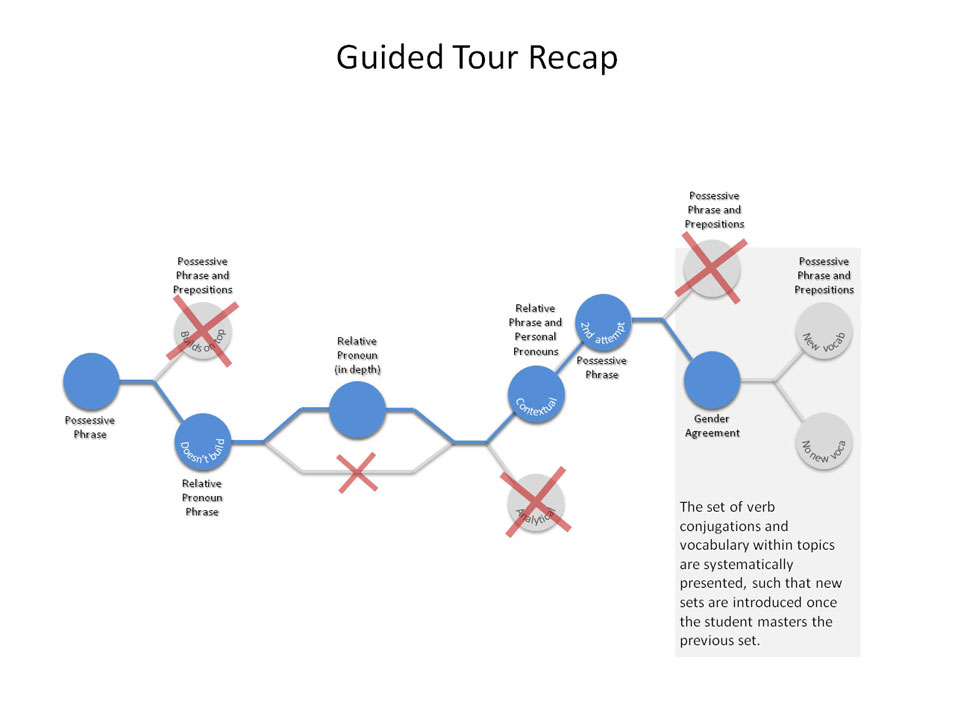 Guided Tour Recap
Possessive
Phrase
Possessive
Phrase and
Prepositions
Builds on top
Doesn't build
Relative
Pronoun
Phrase
Relative
Pronoun
(in depth)
Relative
Phrase and
Personal
Pronouns
Contextual
Analytical
2nd attempt
Possessive
Phrase
Possessive
Phrase and
Prepositions
Gender
Agreement
Possessive
Phrase and
Prepositions
New vocab
No new voca
The set of verb
conjugations and
vocabulary within topics
are systematically
presented, such that new
sets are introduced once
the student masters the
previous set.